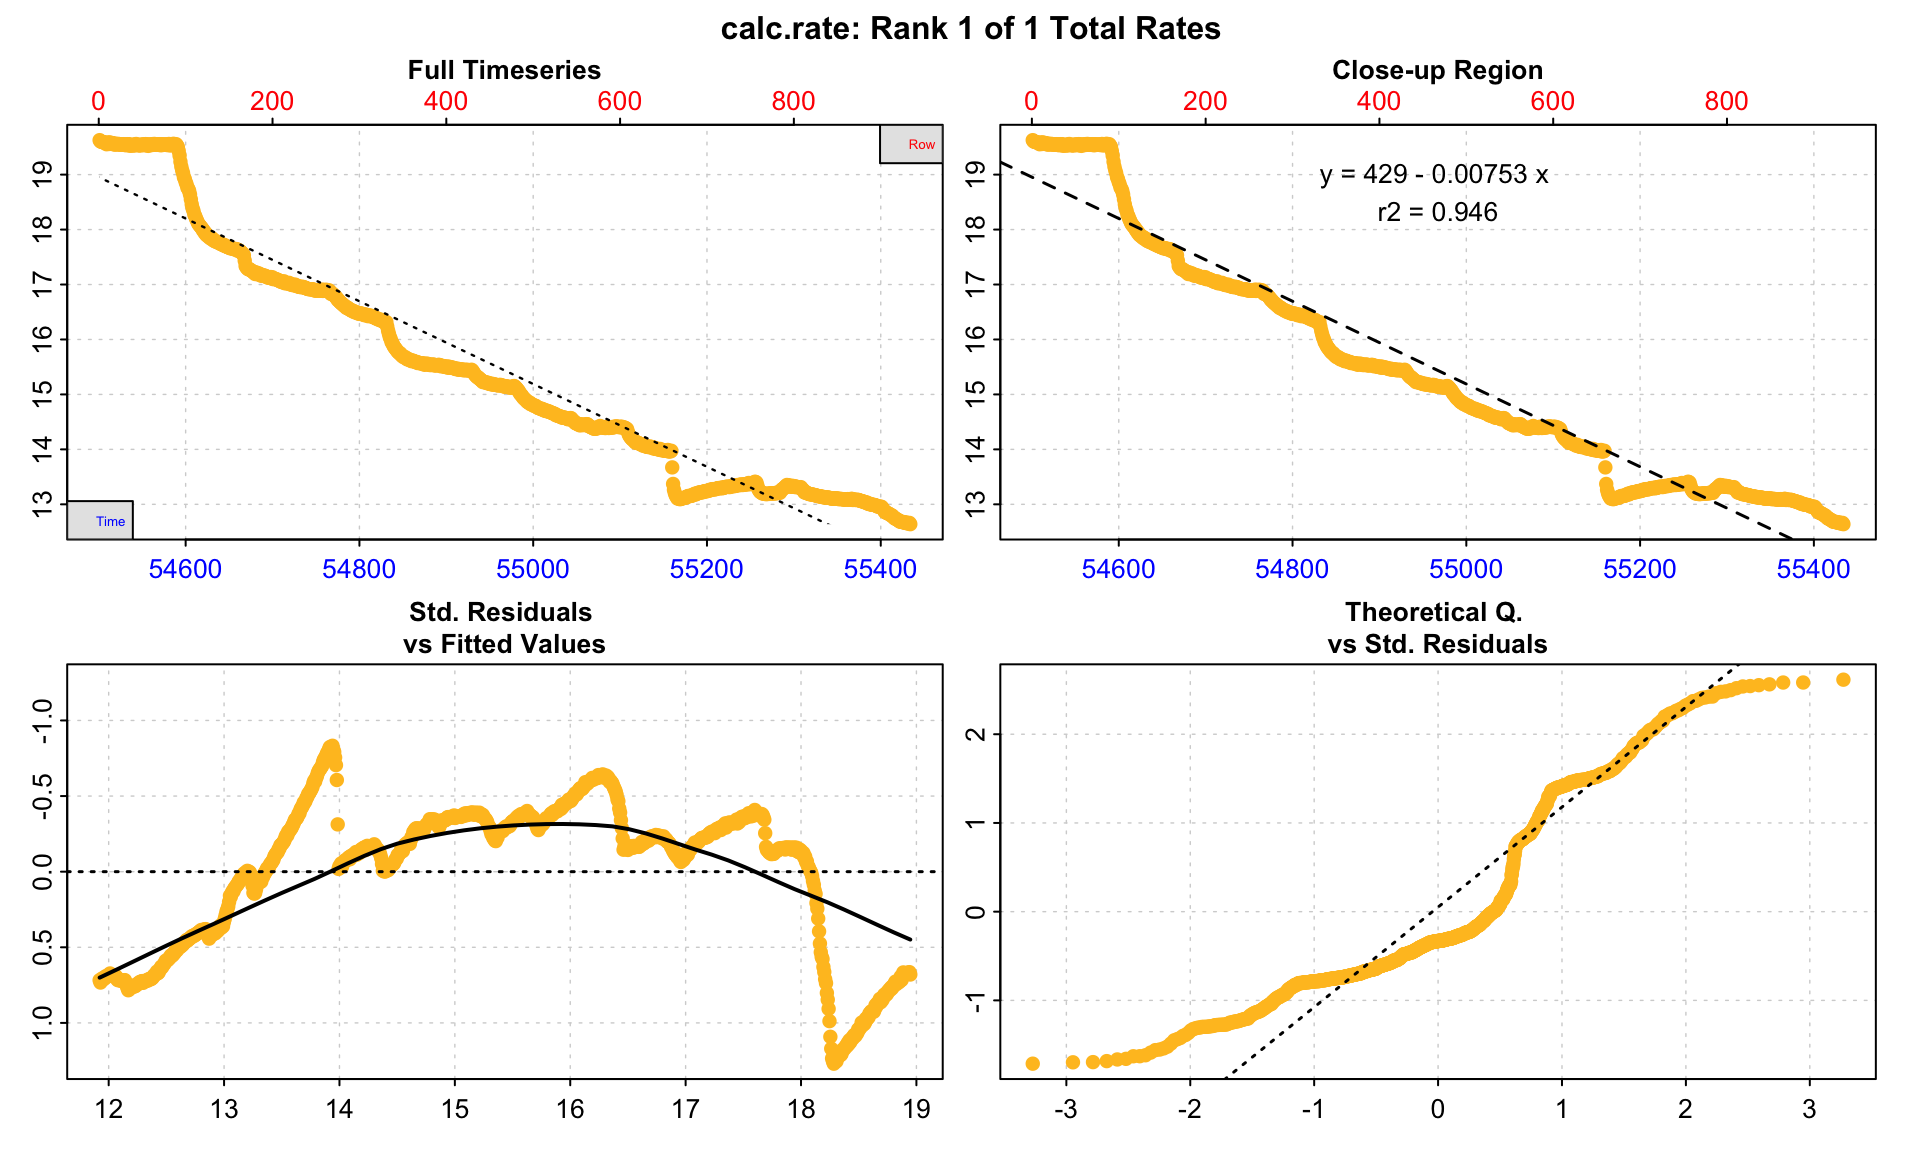 calc.rate: Rank 1 of 1 Total Rates
Full Timeseries
0 200 400 600 800
Row
19
18
17
16
15
14
13
Time
54600 54800 55000 55200 55400
Close-up Region
0 200 400 600 800
y = 429 - 0.00753 x
r2 = 0.946
19
18
17
16
15
14
13
54600 54800 55000 55200 55400
Std. Residuals
vs Fitted Values
-1.0
-0.5
0.0
0.5
1.0
12 13 14 15 16 17 18 19
Theoretical Q.
vs Std. Residuals
2
1
0
-1
-3 -2 -1 0 1 2 3